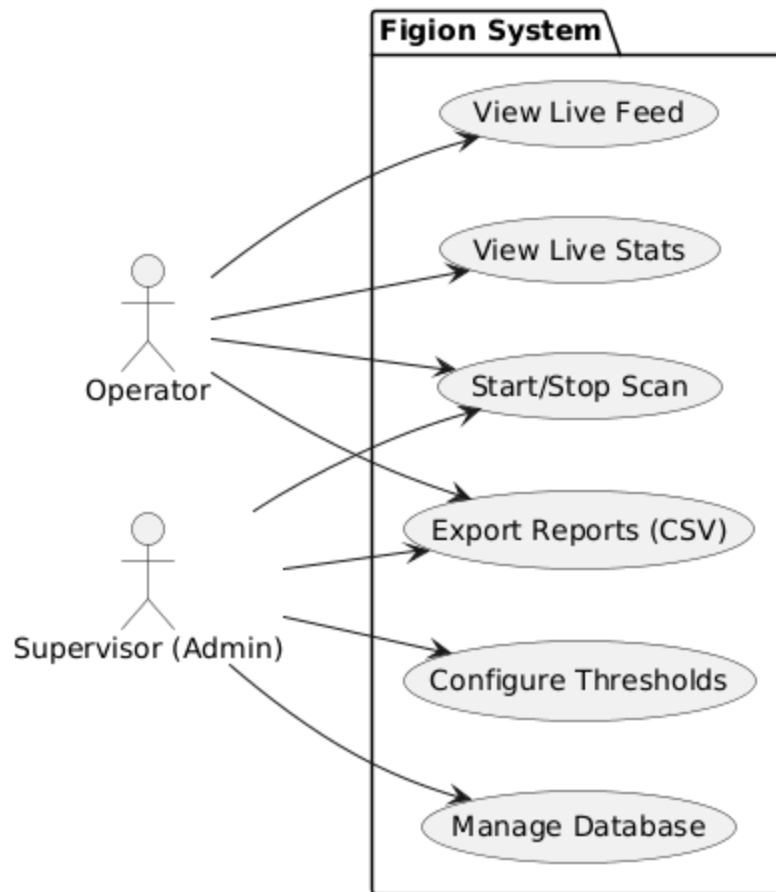 Figion System
View Live Feed
View Live Stats
Operator
Start/Stop Scan
Export Reports (CSV)
Supervisor (Admin)
Configure Thresholds
Manage Database